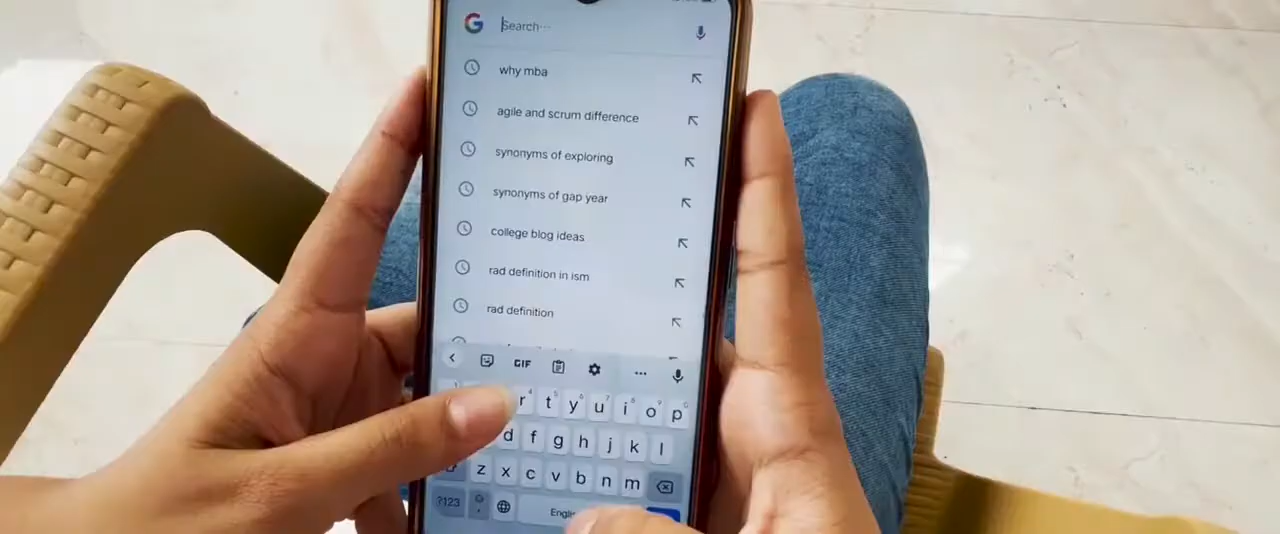 Search...
why mba
agile and scrum difference
synonyms of exploring
synonyms of gap year
college blog ideas
rad definition in ism
rad definition
GIF
r t y u i o p
d f g h j k l
z x c v b n m
?123